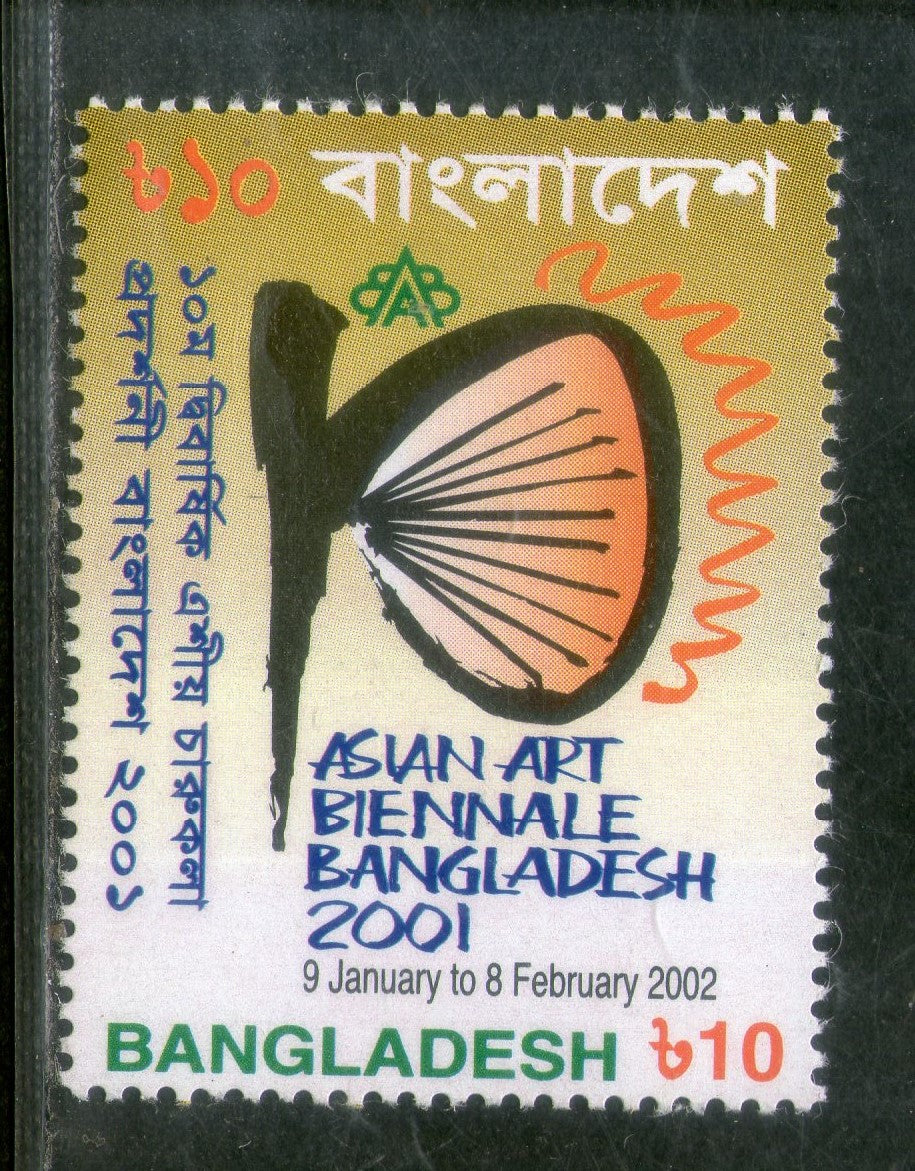 ৳১০ বাংলাদেশ
১০ম দ্বিবার্ষিক এশীয় চারুকলা
প্রদর্শনী বাংলাদেশ ২০০১
ASIAN ART
BIENNALE
BANGLADESH
2001
9 January to 8 February 2002
BANGLADESH ৳10